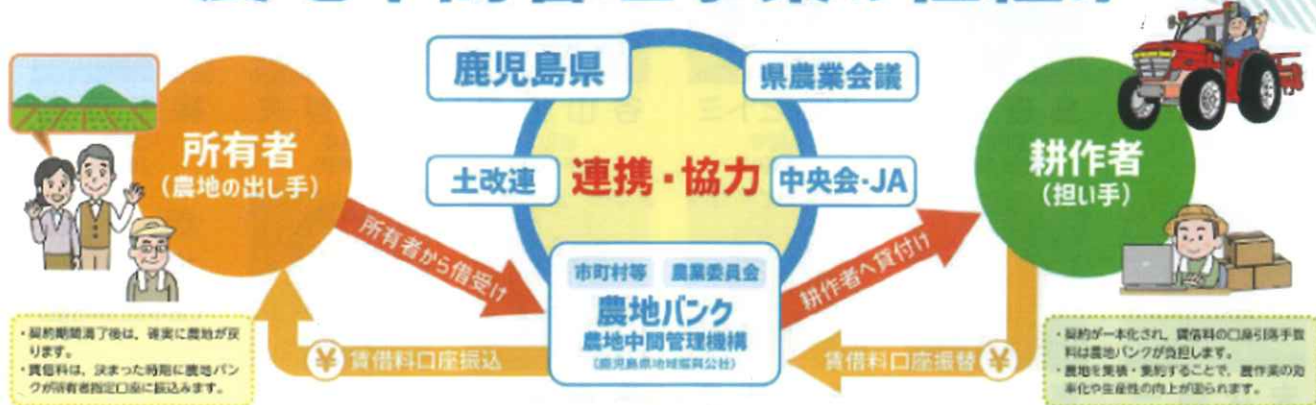 鹿児島県
県農業会議
所有者
(農地の出し手)
土改連
連携・協力
中央会・JA
耕作者
(担い手)
所有者から借受け
耕作者へ貸付け
市町村等 農業委員会
農地バンク
農地中間管理機構
(鹿児島県地域振興公社)
¥ 賃借料口座振込
賃借料口座振替 ¥
・契約期間満了後は、確実に農地が戻
ります。
・賃借料は、決まった時期に農地バン
クが所有者指定口座に振込みます。
・契約が一本化され、賃借料の口座引落手数
料は農地バンクが負担します。
・農地を集積・集約することで、農作業の効
率化や生産性の向上が図られます。